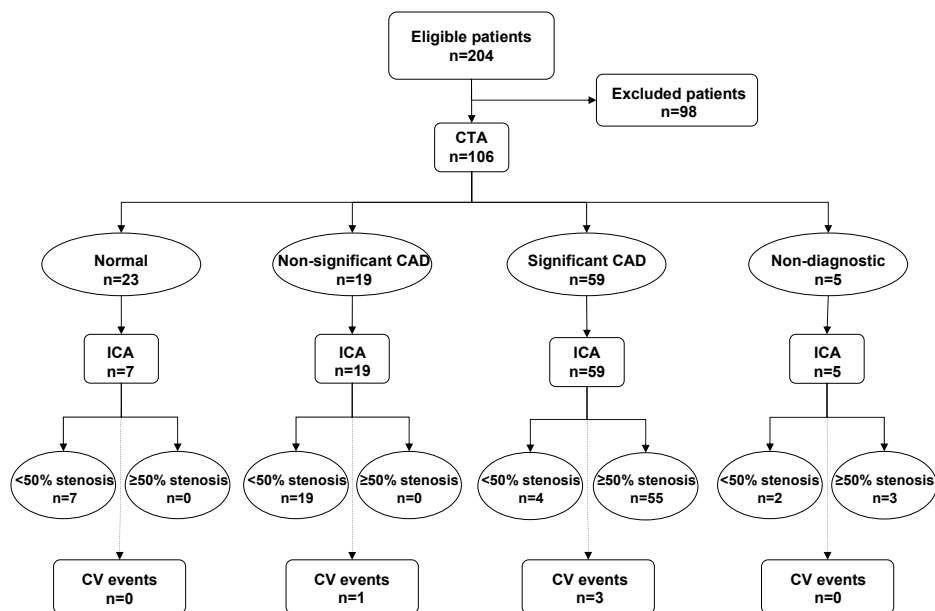 Eligible patients
n=204
Excluded patients
n=98
CTA
n=106
Normal
n=23
Non-significant CAD
n=19
Significant CAD
n=59
Non-diagnostic
n=5
ICA
n=7
ICA
n=19
ICA
n=59
ICA
n=5
<50% stenosis
n=7
≥50% stenosis
n=0
<50% stenosis
n=19
≥50% stenosis
n=0
<50% stenosis
n=4
≥50% stenosis
n=55
<50% stenosis
n=2
≥50% stenosis
n=3
CV events
n=0
CV events
n=1
CV events
n=3
CV events
n=0